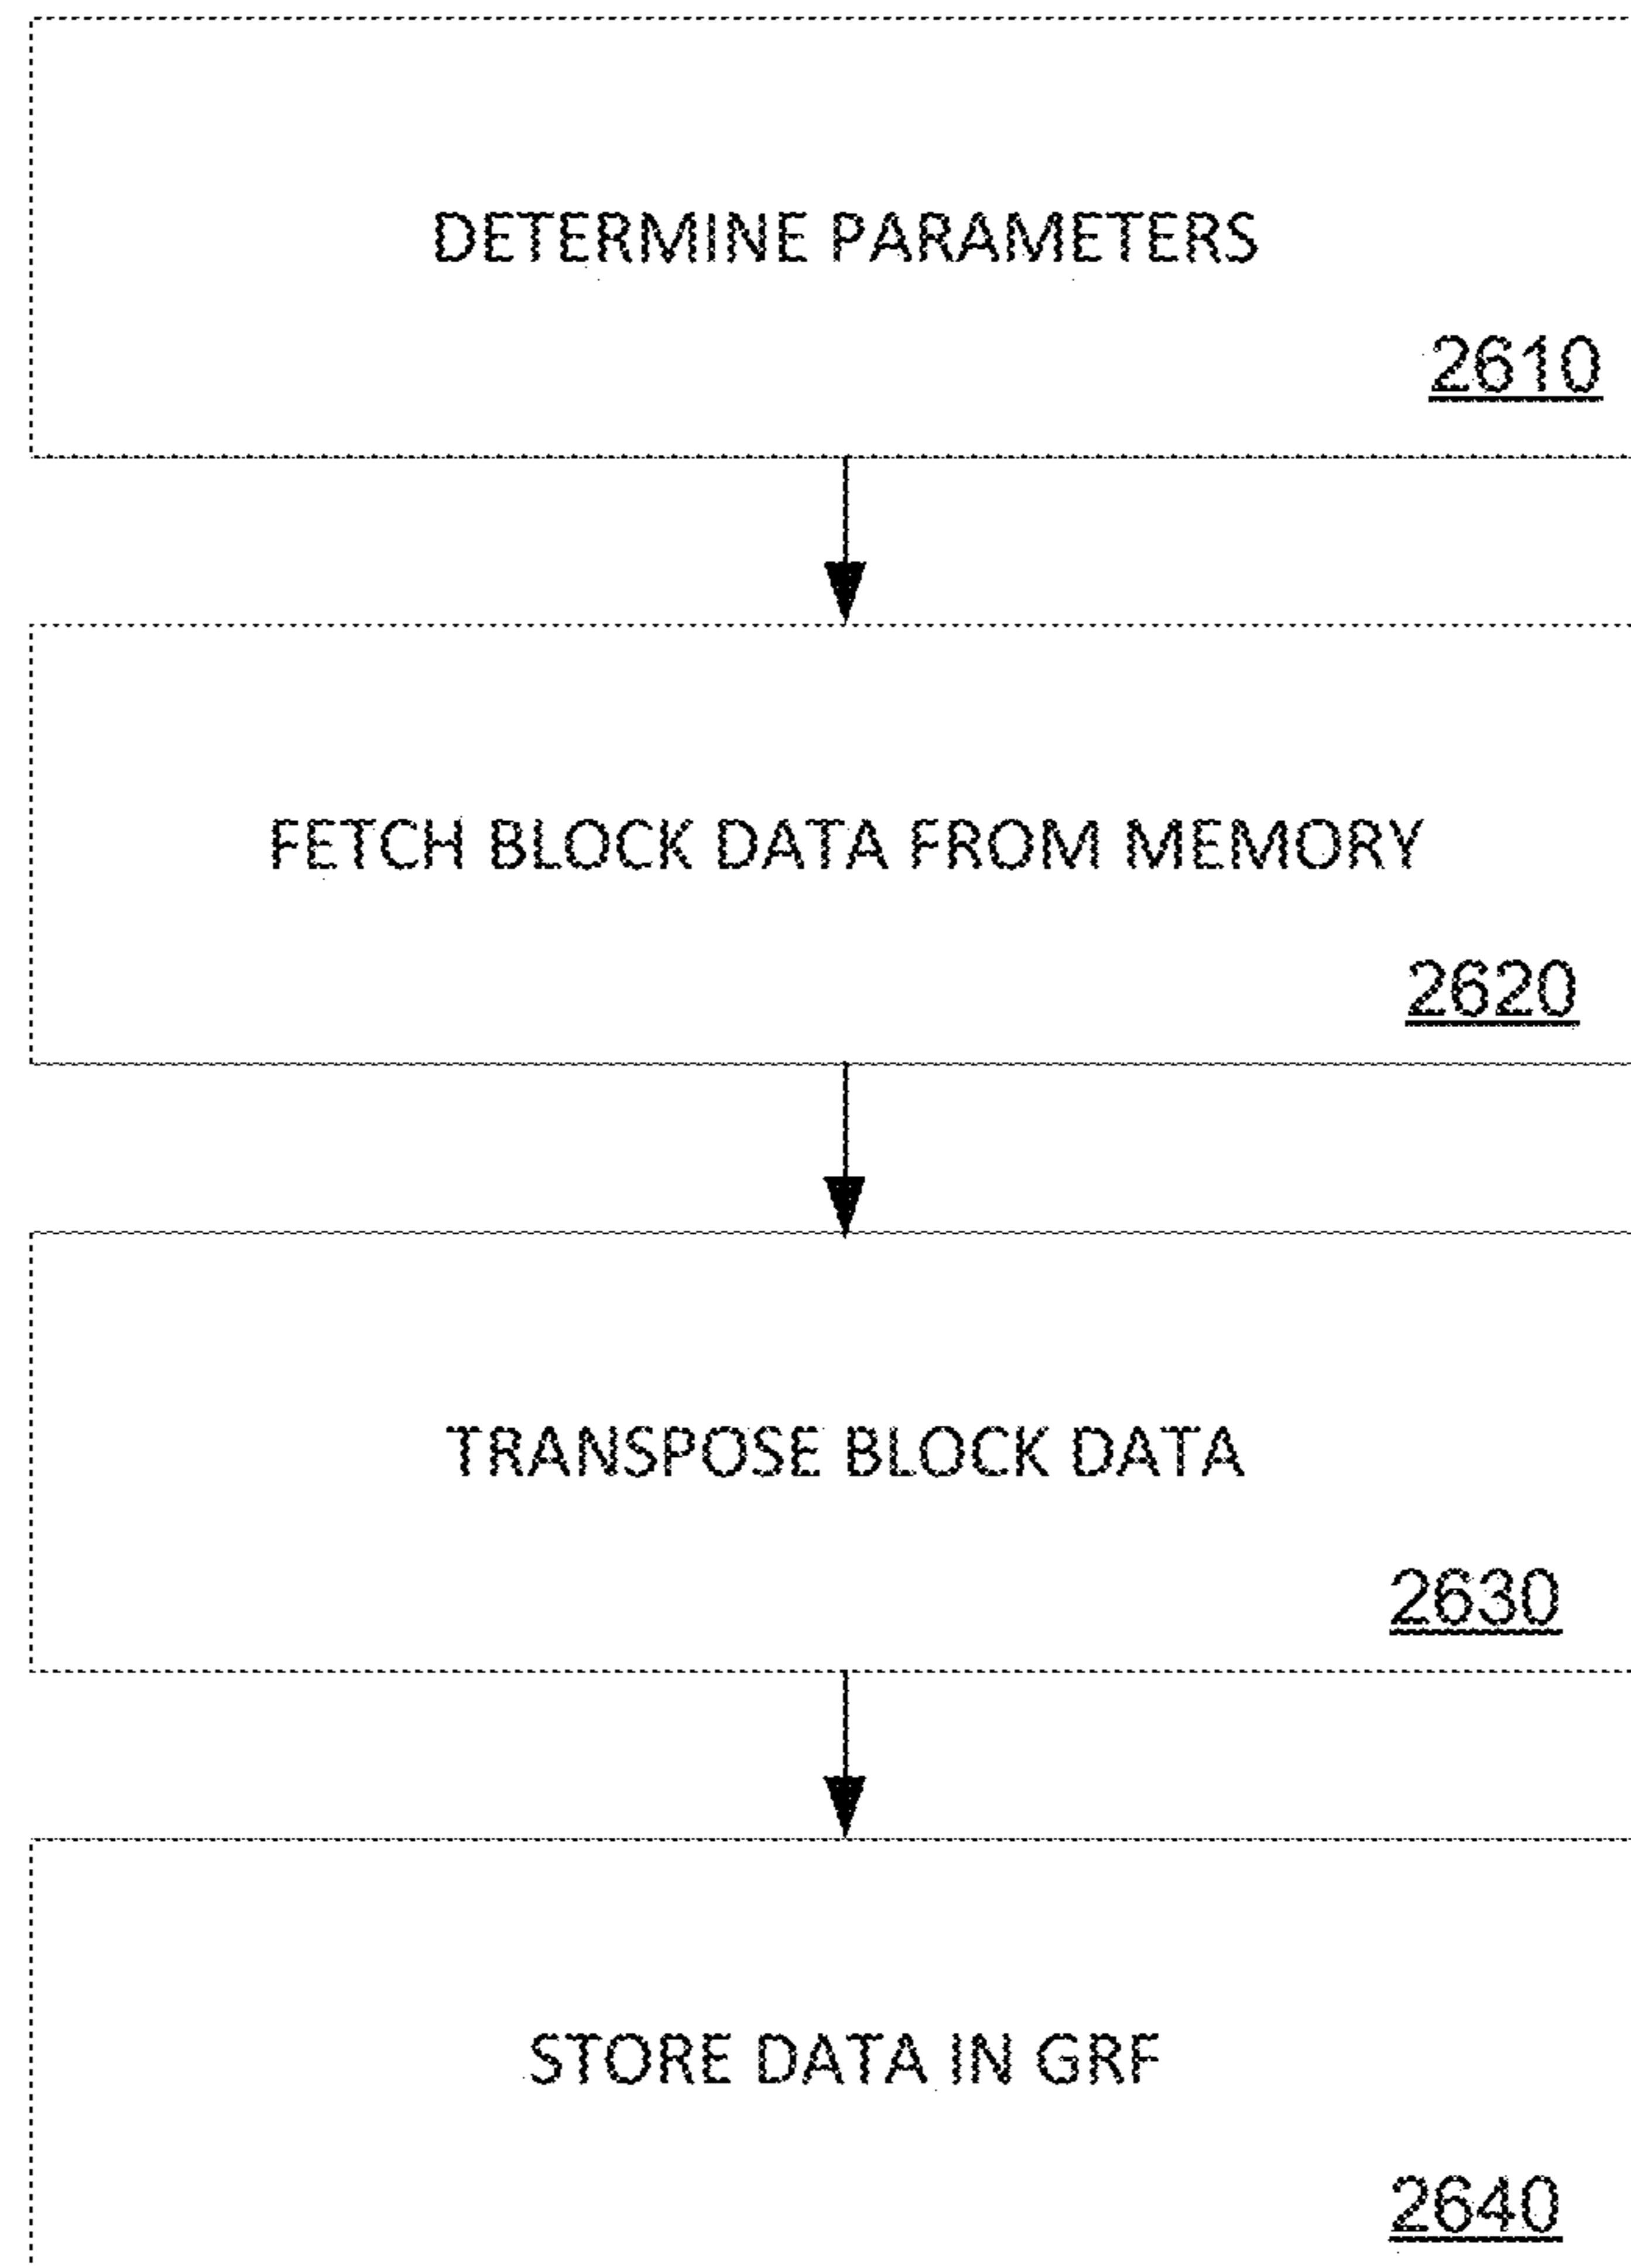 DETERMINE PARAMETERS
2610
FETCH BLOCK DATA FROM MEMORY
2620
TRANSPOSE BLOCK DATA
2630
STORE DATA IN GRF
2640